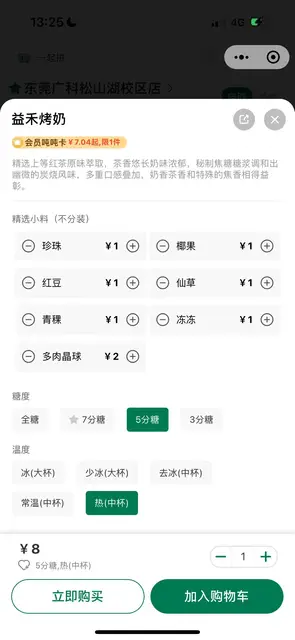 13:25
4G
一起拼
东莞广科松山湖校区店
益禾烤奶
会员吨吨卡 ¥7.04起,限1件
精选上等红茶原味萃取，茶香悠长奶味浓郁，秘制焦糖糖浆调和出
端微的炭烧风味，多重口感叠加，奶香茶香和特殊的焦香相得益
彰。
精选小料（不分装）
珍珠 ¥1 椰果 ¥1
红豆 ¥1 仙草 ¥1
青稞 ¥1 冻冻 ¥1
多肉晶球 ¥2
糖度
全糖 7分糖 5分糖 3分糖
温度
冰(大杯) 少冰(大杯) 去冰(中杯)
常温(中杯) 热(中杯)
¥8
5分糖,热(中杯)
1
立即购买 加入购物车